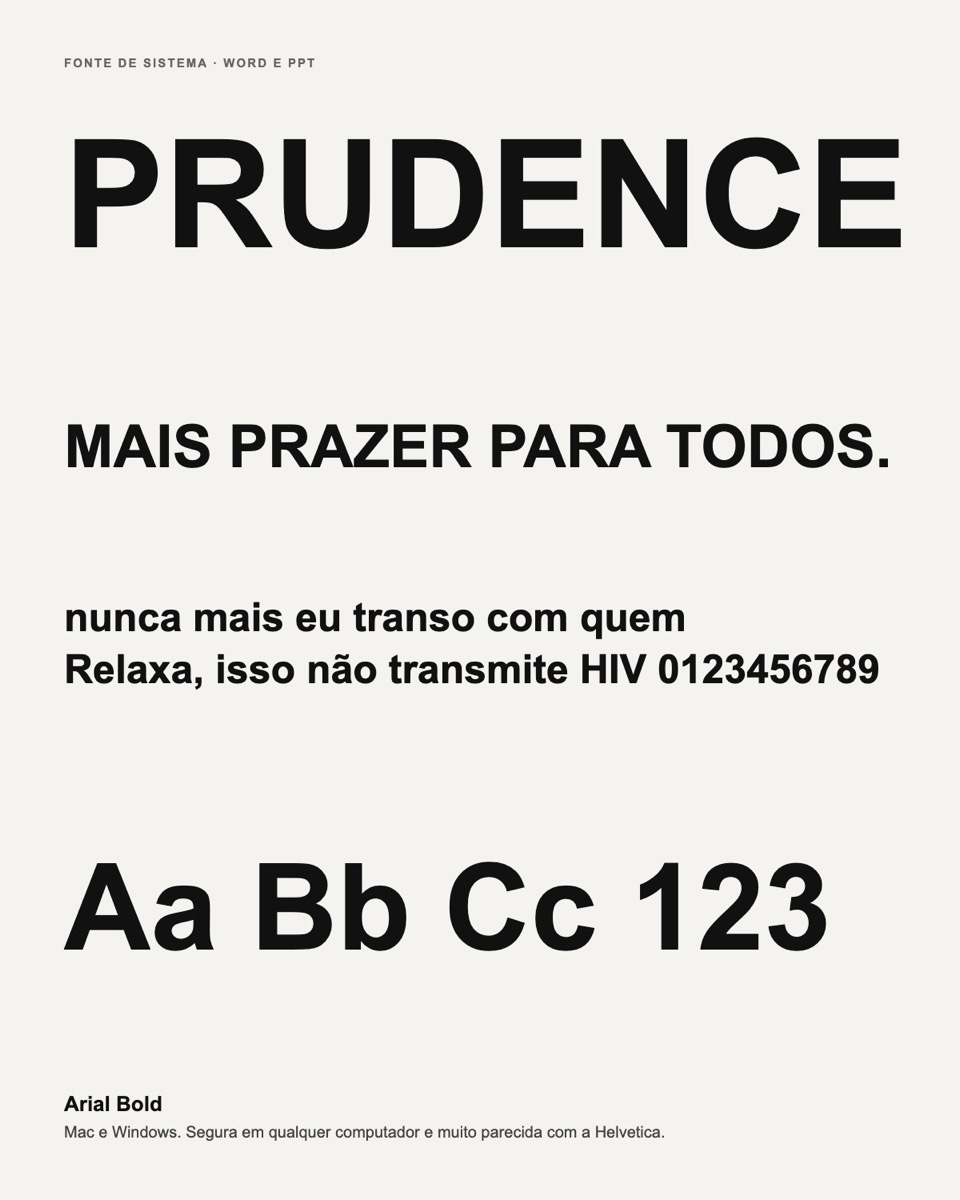 FONTE DE SISTEMA · WORD E PPT
PRUDENCE
MAIS PRAZER PARA TODOS.
nunca mais eu transo com quem
Relaxa, isso não transmite HIV 0123456789
Aa Bb Cc 123
Arial Bold
Mac e Windows. Segura em qualquer computador e muito parecida com a Helvetica.